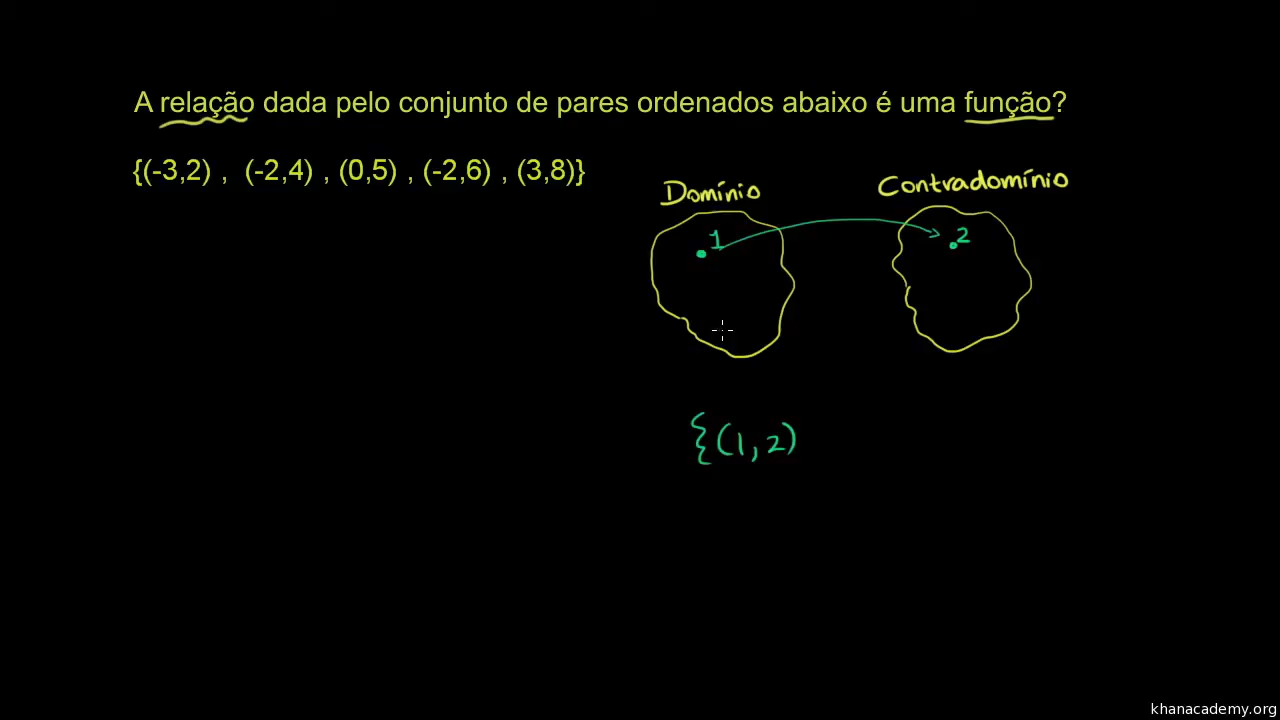 A relação dada pelo conjunto de pares ordenados abaixo é uma função?
{(-3,2) , (-2,4) , (0,5) , (-2,6) , (3,8)}
Domínio
Contradomínio
1
2
{(1,2)
khanacademy.org